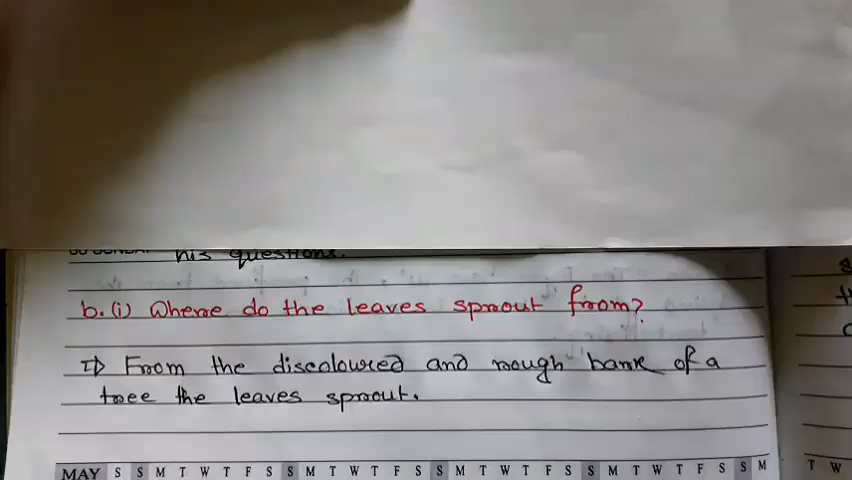 his questions.
b.(i) Where do the leaves sprout from?
⇒ From the discoloured and rough bark of a
tree the leaves sprout.
MAY S S M T W T F S S M T W T F S S M T W T F S S M T W T F S S M
T W